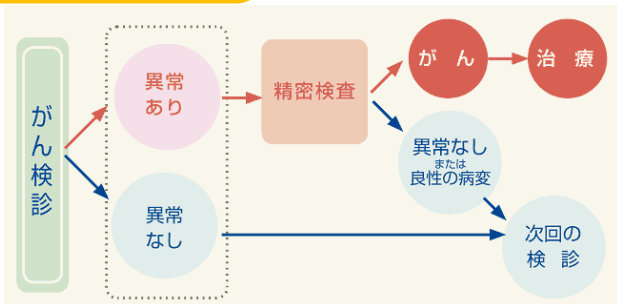 がん検診
異常
あり
異常
なし
精密検査
がん
治療
異常なし
または
良性の病変
次回の
検診